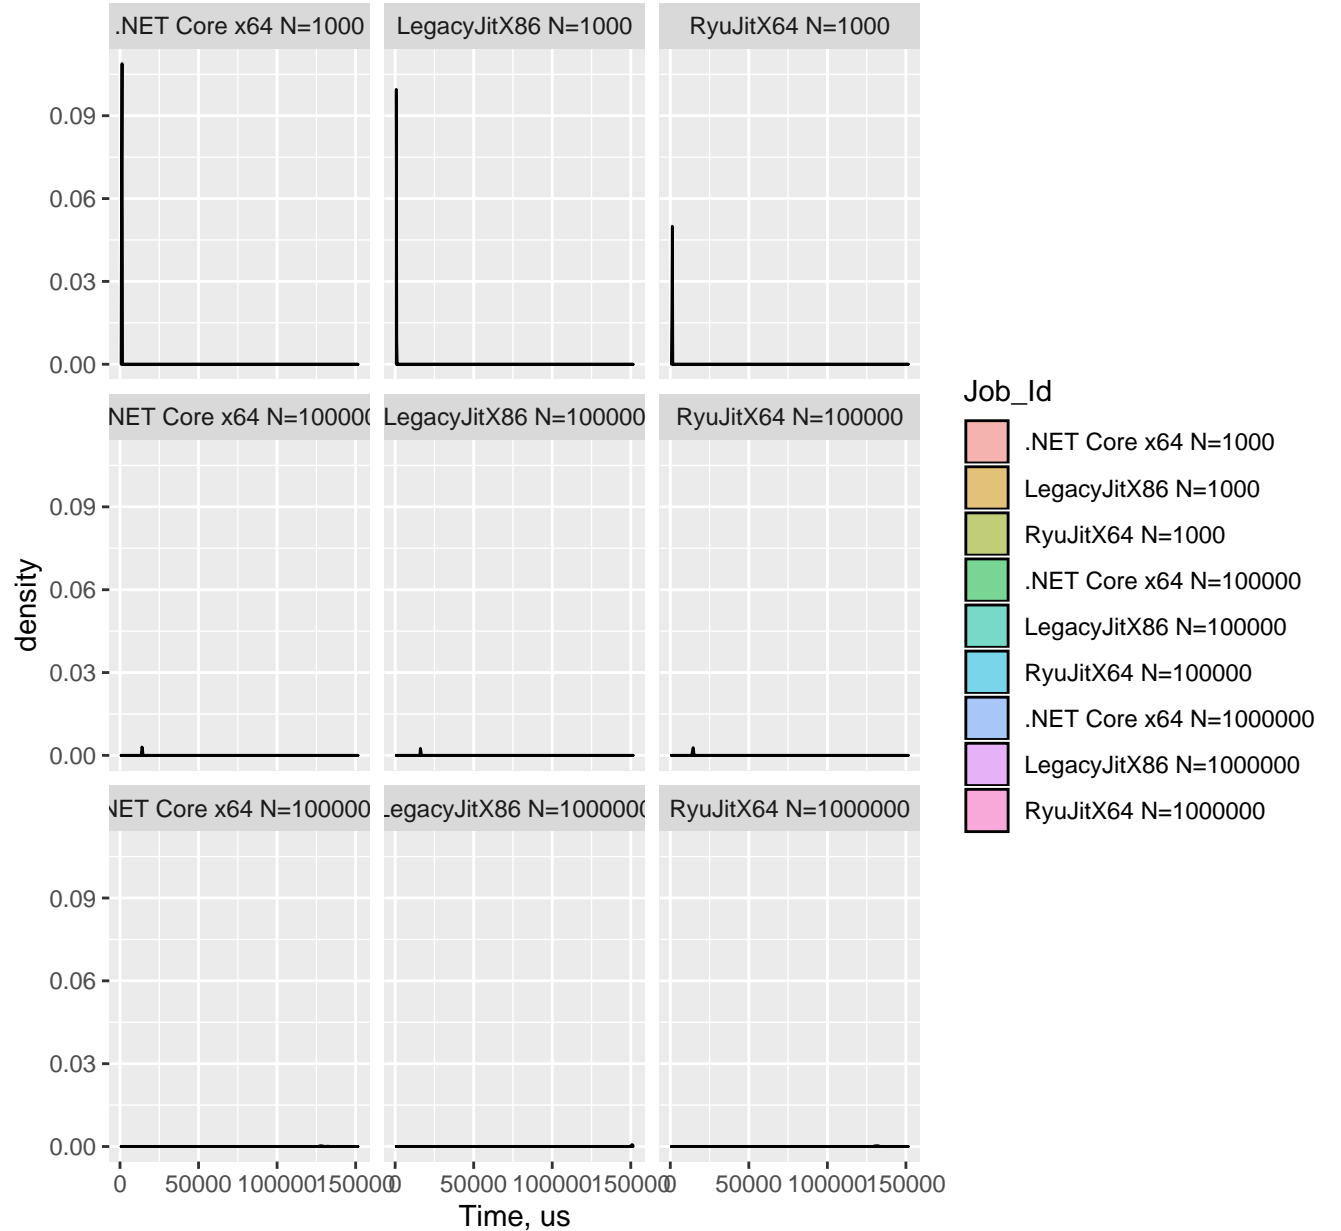 .NET Core x64 N=1000
LegacyJitX86 N=1000
RyuJitX64 N=1000
0.09
0.06
0.03
0.00
NET Core x64 N=100000
LegacyJitX86 N=100000
RyuJitX64 N=100000
0.09
0.06
0.03
0.00
NET Core x64 N=100000
LegacyJitX86 N=1000000
RyuJitX64 N=1000000
0.09
0.06
0.03
0.00
0 50000 100000 150000
0 50000 100000 150000
0 50000 100000 150000
Time, us
density
Job_Id
.NET Core x64 N=1000
LegacyJitX86 N=1000
RyuJitX64 N=1000
.NET Core x64 N=100000
LegacyJitX86 N=100000
RyuJitX64 N=100000
.NET Core x64 N=1000000
LegacyJitX86 N=1000000
RyuJitX64 N=1000000